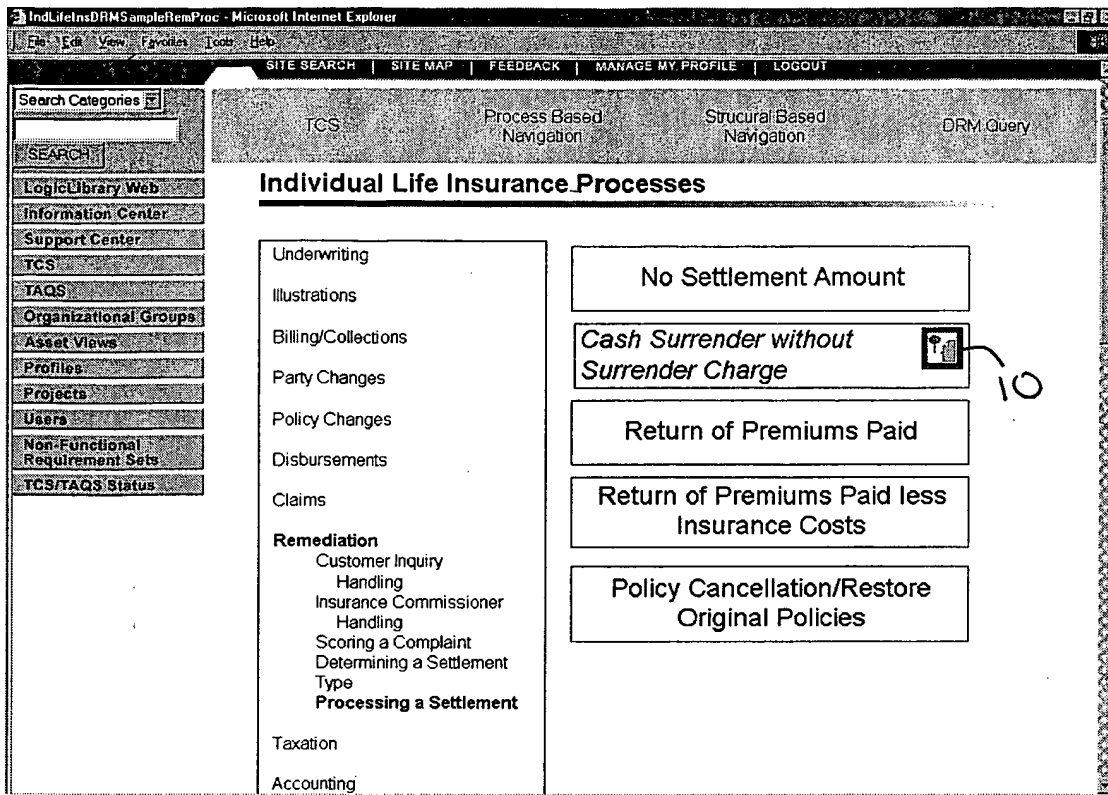 IndLifeInsDRMSampleRemProc - Microsoft Internet Explorer
File Edit View Favorites Tools Help
SITE SEARCH | SITE MAP | FEEDBACK | MANAGE MY PROFILE | LOGOUT
Search Categories
SEARCH
TCS
Process Based
Navigation
Strucural Based
Navigation
DRM Query
LogicLibrary Web
Information Center
Support Center
TCS
TAQS
Organizational Groups
Asset Views
Profiles
Projects
Users
Non-Functional
Requirement Sets
TCS/TAQS Status
Individual Life Insurance Processes
Underwriting
Illustrations
Billing/Collections
Party Changes
Policy Changes
Disbursements
Claims
Remediation
Customer Inquiry
Handling
Insurance Commissioner
Handling
Scoring a Complaint
Determining a Settlement
Type
Processing a Settlement
Taxation
Accounting
No Settlement Amount
Cash Surrender without
Surrender Charge
10
Return of Premiums Paid
Return of Premiums Paid less
Insurance Costs
Policy Cancellation/Restore
Original Policies